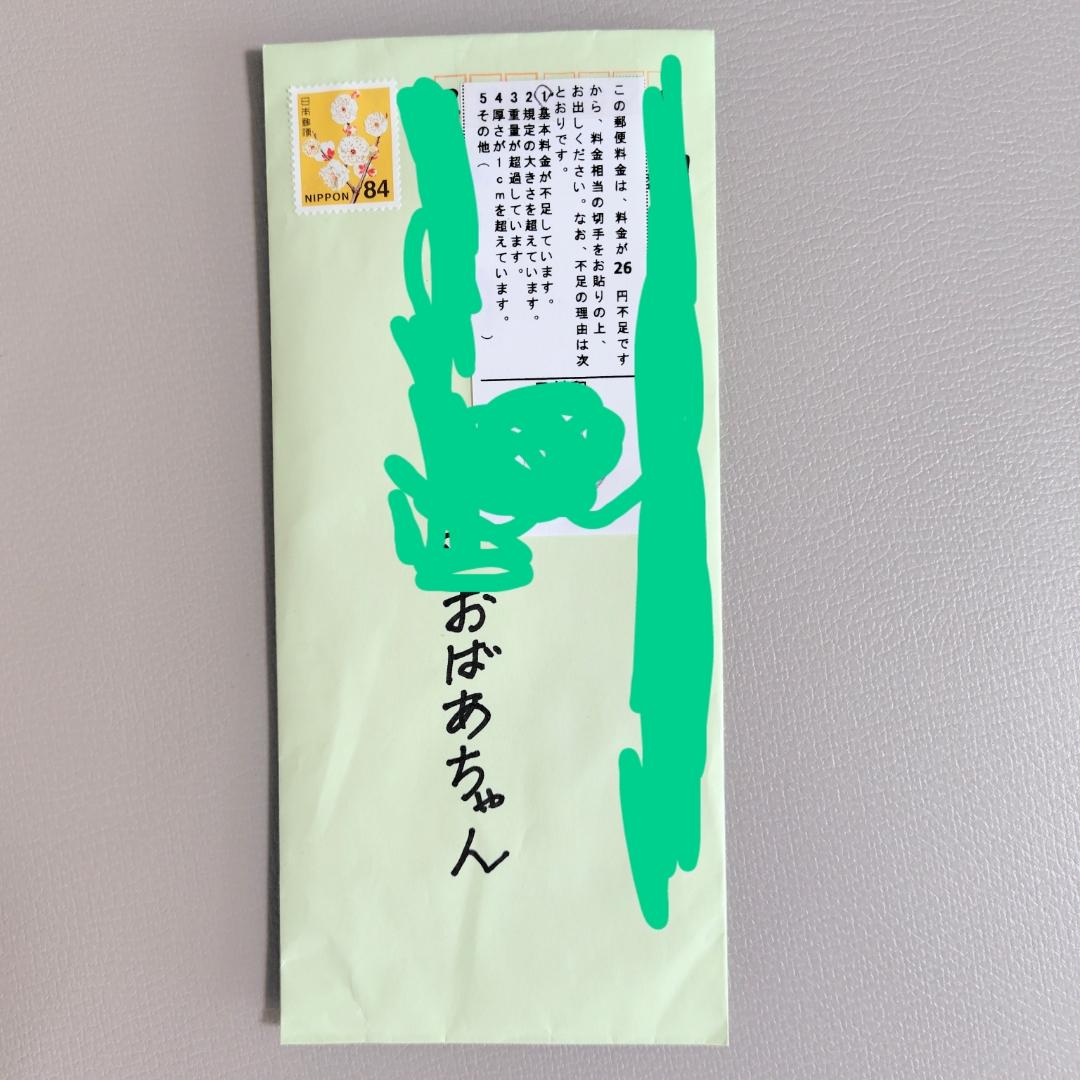 日本郵便
NIPPON 84
この郵便料金は、料金が 26 円不足です
から、料金相当の切手をお貼りの上、
お出しください。なお、不足の理由は次
とおりです。
1 基本料金が不足しています。
2 規定の大きさを超えています。
3 重量が超過しています。
4 厚さが1cmを超えています。
5 その他( )
おばあちゃん